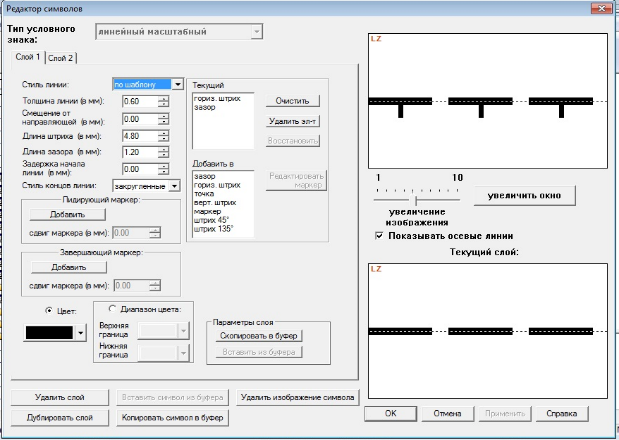 Редактор символов
Тип условного
знака:
линейный масштабный
Слой 1
Слой 2
Стиль линии:
по шаблону
Толщина линии (в мм):
0.60
Смещение от
направляющей (в мм):
0.00
Длина штриха (в мм):
4.80
Длина зазора (в мм):
1.20
Задержка начала
линии (в мм):
0.00
Стиль концов линии:
закругленные
Текущий
гориз. штрих
зазор
Очистить
Удалить эл-т
Восстановить
Добавить в
зазор
гориз. штрих
точка
верт. штрих
маркер
штрих 45°
штрих 135°
Редактировать
маркер
Лидирующий маркер:
Добавить
сдвиг маркера (в мм):
0.00
Завершающий маркер:
Добавить
сдвиг маркера (в мм):
0.00
Цвет:
Диапазон цвета:
Верхняя
граница
Нижняя
граница
Параметры слоя
Скопировать в буфер
Вставить из буфера
Удалить слой
Вставить символ из буфера
Удалить изображение символа
Дублировать слой
Копировать символ в буфер
LZ
1
10
увеличение
изображения
увеличить окно
Показывать осевые линии
Текущий слой:
LZ
OK
Отмена
Применить
Справка